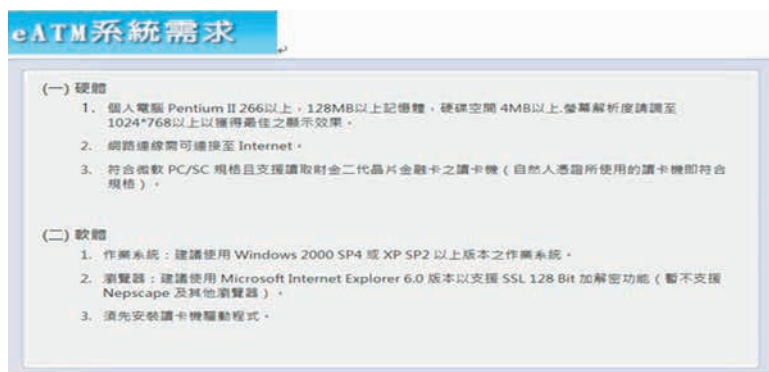 eATM系統需求
(一) 硬體
1. 個人電腦 Pentium II 266以上，128MB以上記憶體，硬碟空間 4MB以上.螢幕解析度請調至
1024*768以上以獲得最佳之顯示效果。
2. 網路連線需可連接至 Internet。
3. 符合微軟 PC/SC 規格且支援讀取財金二代晶片金融卡之讀卡機（自然人憑證所使用的讀卡機即符合
規格）。
(二) 軟體
1. 作業系統：建議使用 Windows 2000 SP4 或 XP SP2 以上版本之作業系統。
2. 瀏覽器：建議使用 Microsoft Internet Explorer 6.0 版本以支援 SSL 128 Bit 加解密功能（暫不支援
Nepscape 及其他瀏覽器）。
3. 須先安裝讀卡機驅動程式。